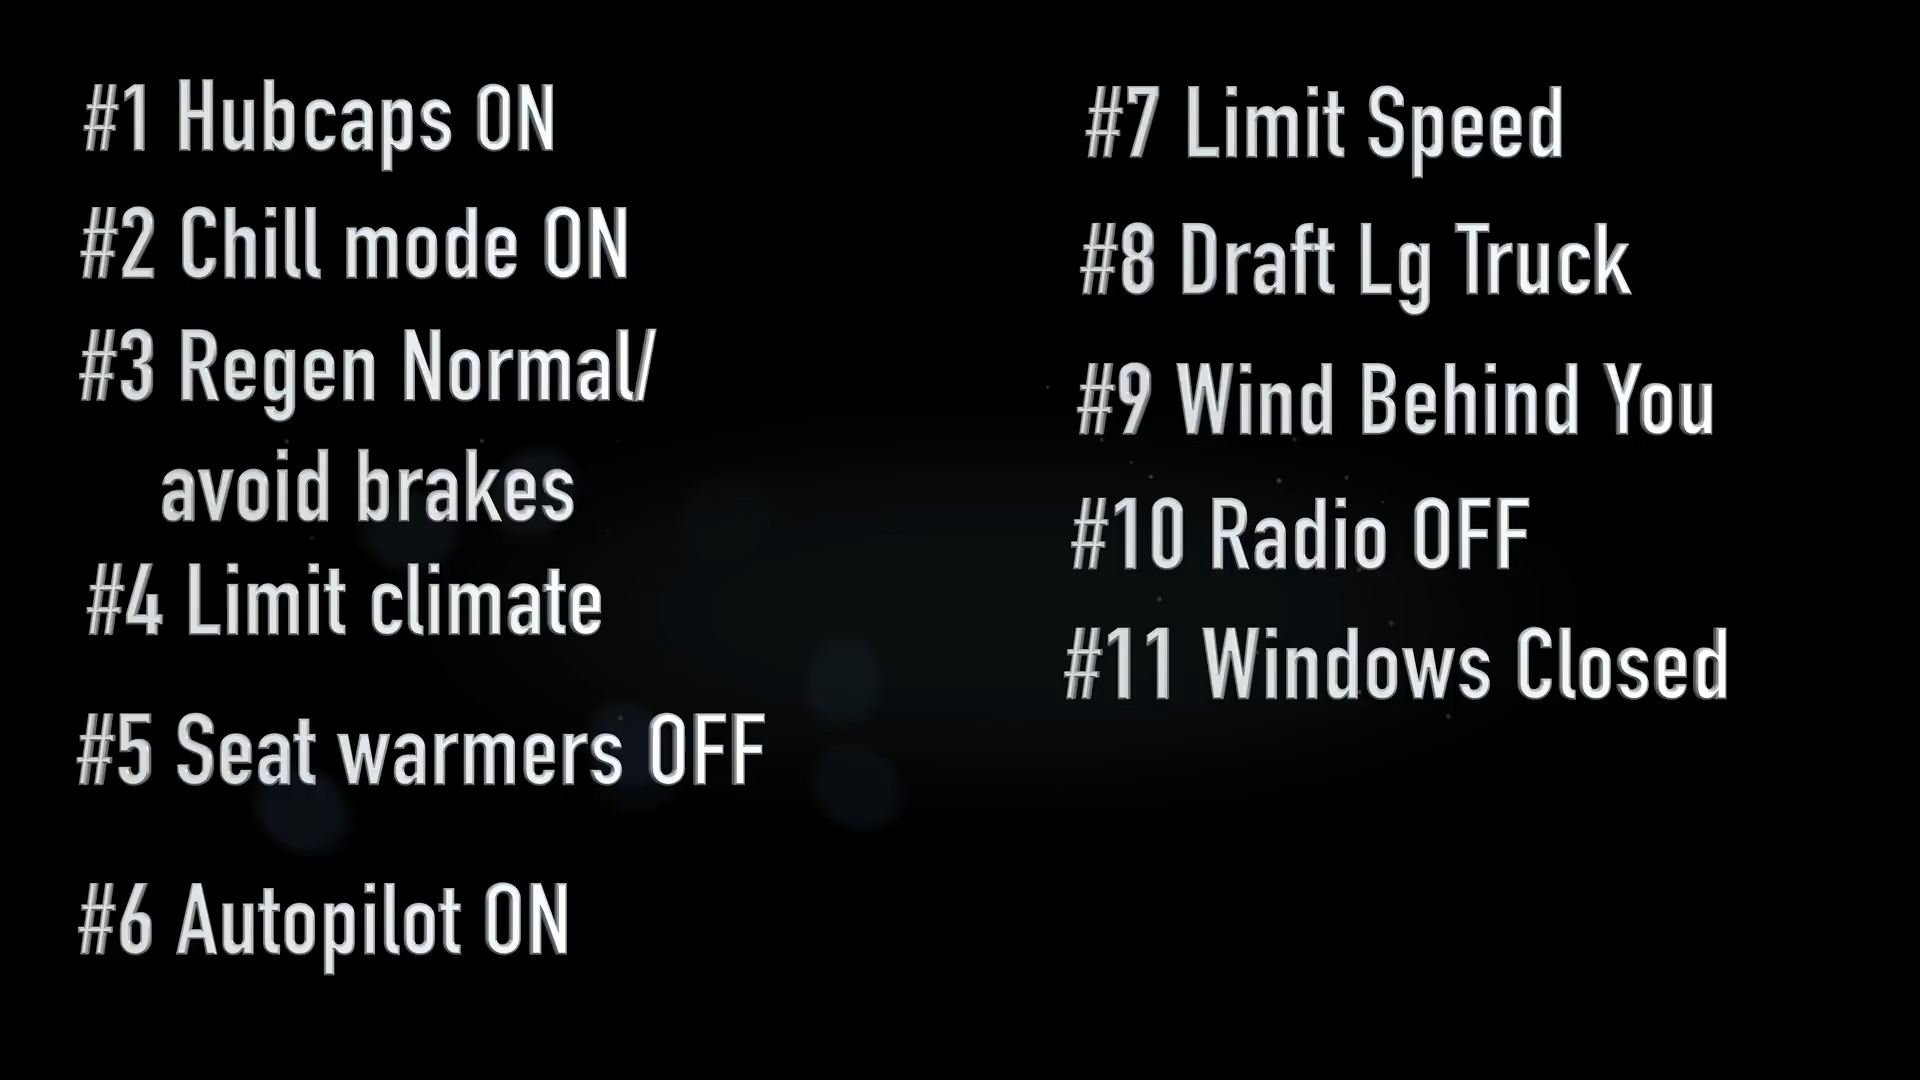 #1 Hubcaps ON
#2 Chill mode ON
#3 Regen Normal/
avoid brakes
#4 Limit climate
#5 Seat warmers OFF
#6 Autopilot ON
#7 Limit Speed
#8 Draft Lg Truck
#9 Wind Behind You
#10 Radio OFF
#11 Windows Closed